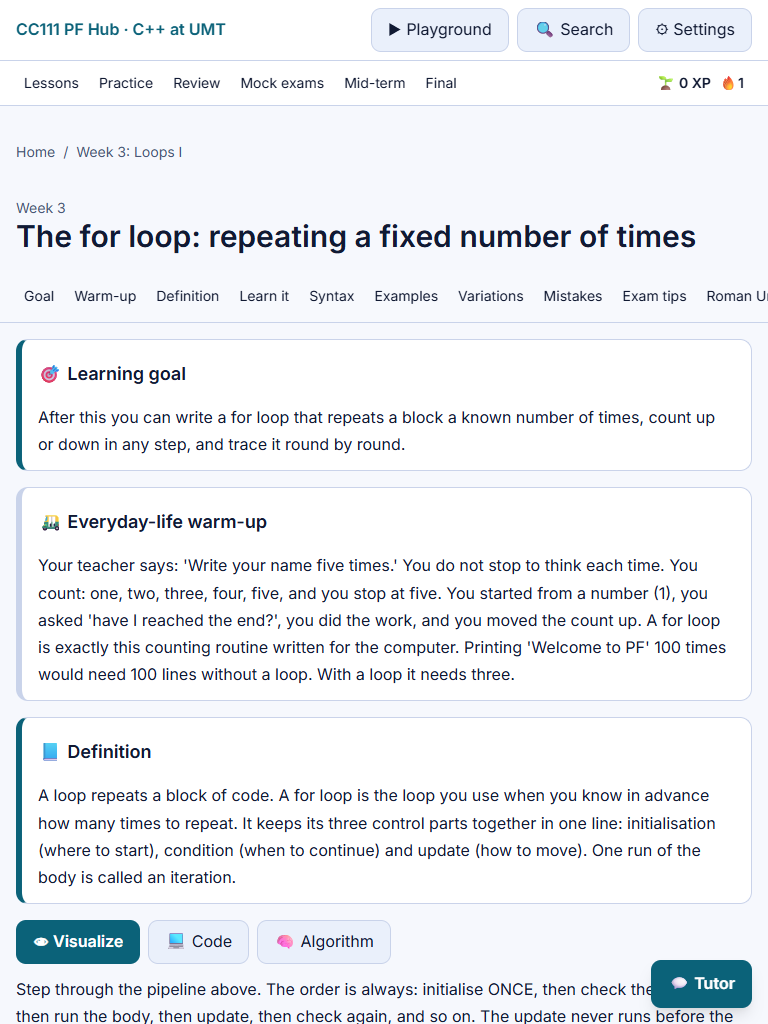 CC111 PF Hub · C++ at UMT
▶ Playground
🔍 Search
⚙ Settings
Lessons Practice Review Mock exams Mid-term Final
🌱 0 XP 🔥 1
Home / Week 3: Loops I
Week 3
The for loop: repeating a fixed number of times
Goal Warm-up Definition Learn it Syntax Examples Variations Mistakes Exam tips Roman
🎯 Learning goal
After this you can write a for loop that repeats a block a known number of times, count up
or down in any step, and trace it round by round.
🛺 Everyday-life warm-up
Your teacher says: 'Write your name five times.' You do not stop to think each time. You
count: one, two, three, four, five, and you stop at five. You started from a number (1), you
asked 'have I reached the end?', you did the work, and you moved the count up. A for loop
is exactly this counting routine written for the computer. Printing 'Welcome to PF' 100 times
would need 100 lines without a loop. With a loop it needs three.
📘 Definition
A loop repeats a block of code. A for loop is the loop you use when you know in advance
how many times to repeat. It keeps its three control parts together in one line: initialisation
(where to start), condition (when to continue) and update (how to move). One run of the
body is called an iteration.
👁 Visualize
💻 Code
🧠 Algorithm
Step through the pipeline above. The order is always: initialise ONCE, then check the
💬 Tutor
then run the body, then update, then check again, and so on. The update never runs before the